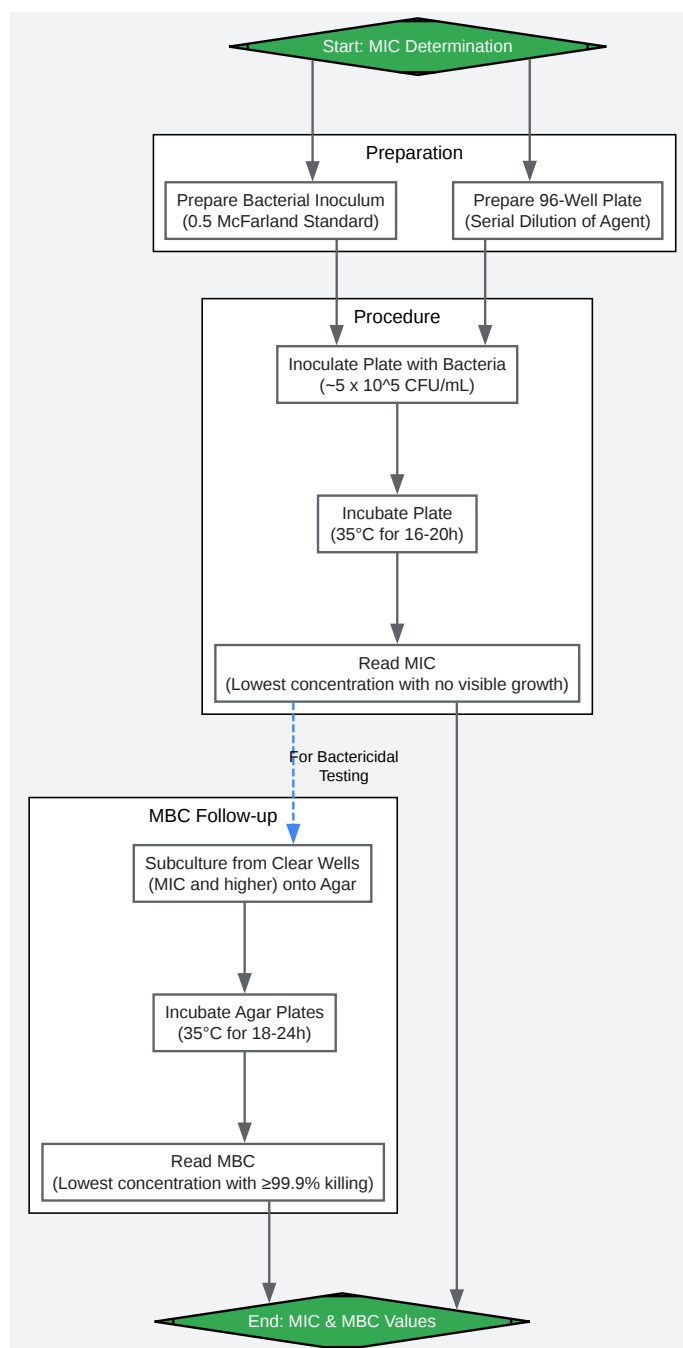 Start: MIC Determination
Preparation
Prepare Bacterial Inoculum
(0.5 McFarland Standard)
Prepare 96-Well Plate
(Serial Dilution of Agent)
Procedure
Inoculate Plate with Bacteria
(~5 x 10^5 CFU/mL)
Incubate Plate
(35°C for 16-20h)
Read MIC
(Lowest concentration with no visible growth)
For Bactericidal
Testing
MBC Follow-up
Subculture from Clear Wells
(MIC and higher) onto Agar
Incubate Agar Plates
(35°C for 18-24h)
Read MBC
(Lowest concentration with ≥99.9% killing)
End: MIC & MBC Values